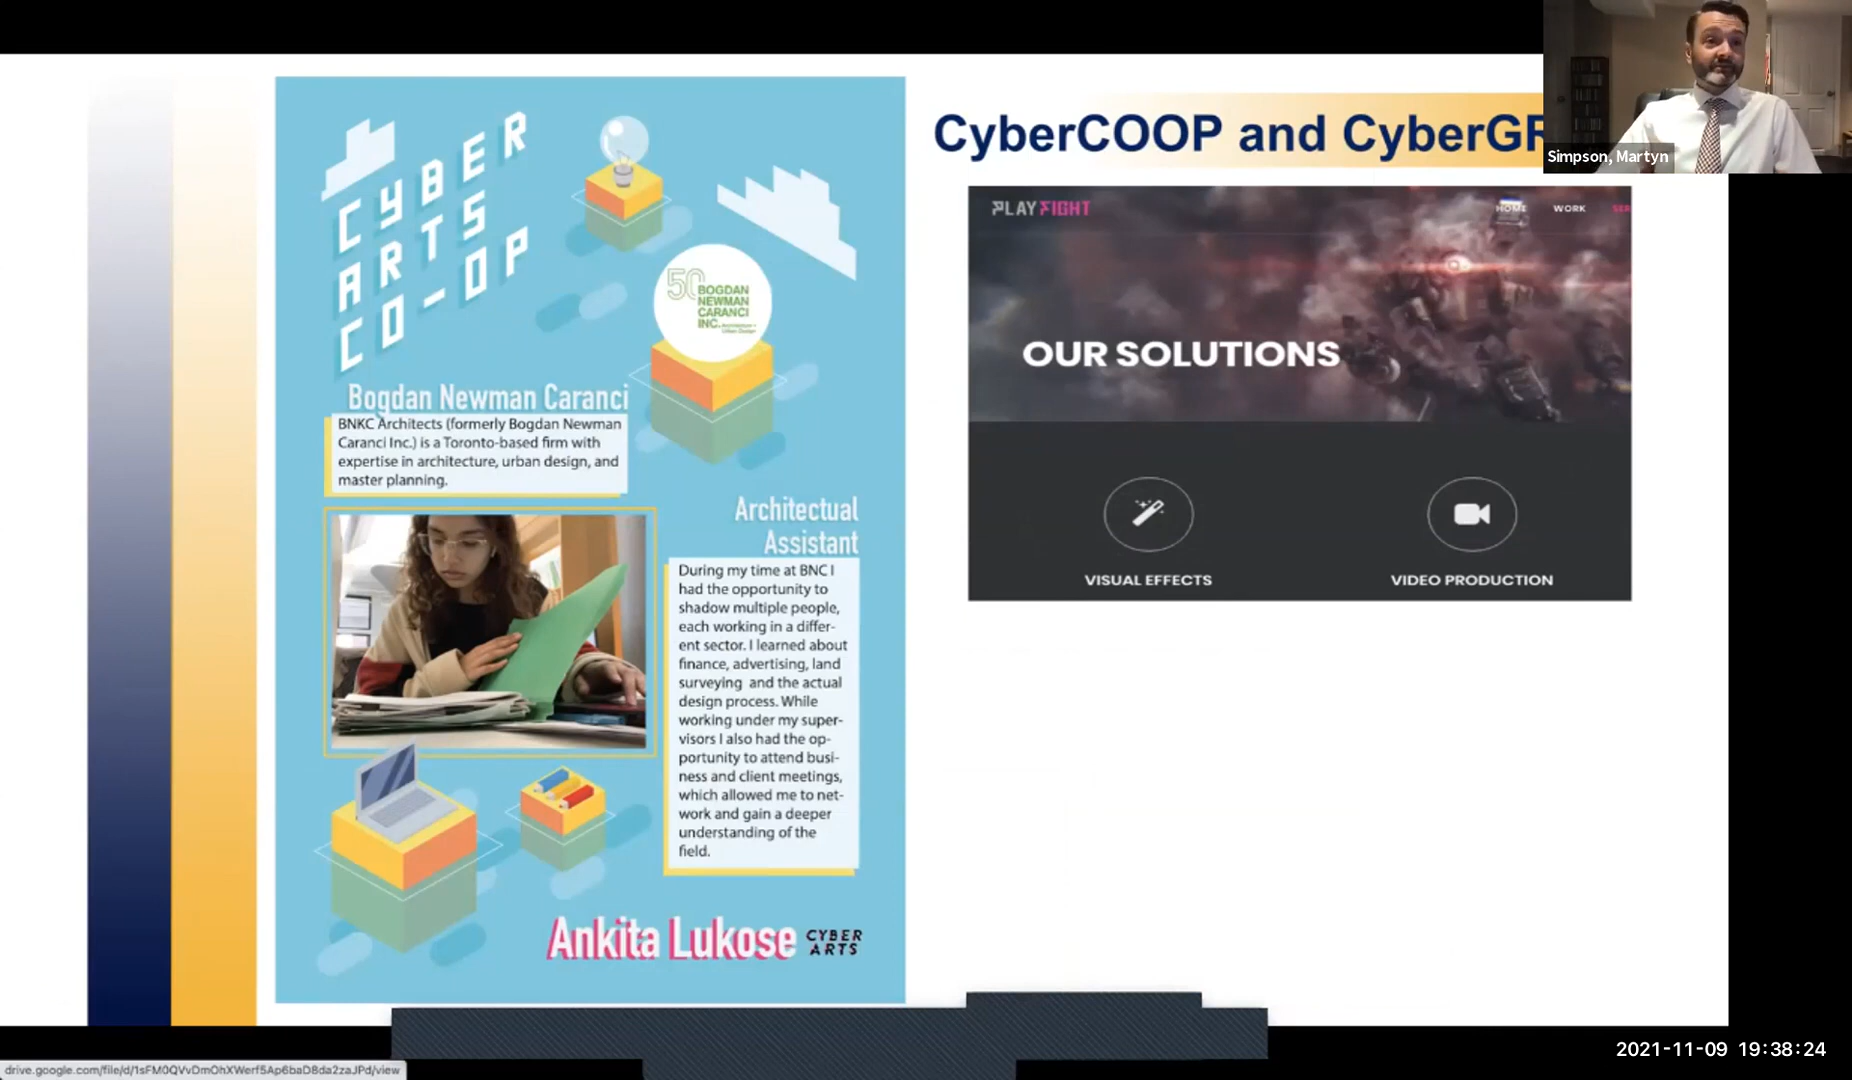 CYBER
ARTS
CO-OP
50
BOGDAN
NEWMAN
CARANCI
INC. Architecture +
Urban Design
Bogdan Newman Caranci
BNKC Architects (formerly Bogdan Newman
Caranci Inc.) is a Toronto-based firm with
expertise in architecture, urban design, and
master planning.
Architectual
Assistant
During my time at BNC I
had the opportunity to
shadow multiple people,
each working in a differ-
ent sector. I learned about
finance, advertising, land
surveying and the actual
design process. While
working under my super-
visors I also had the op-
portunity to attend busi-
ness and client meetings,
which allowed me to net-
work and gain a deeper
understanding of the
field.
Ankita Lukose CYBER
ARTS
CyberCOOP and CyberGR
PLAYFIGHT HOME WORK SER
OUR SOLUTIONS
VISUAL EFFECTS VIDEO PRODUCTION
Simpson, Martyn
2021-11-09 19:38:24
drive.google.com/file/d/1sFM0QVvDmOhXWerf5Ap6baD8da2zaJPd/view